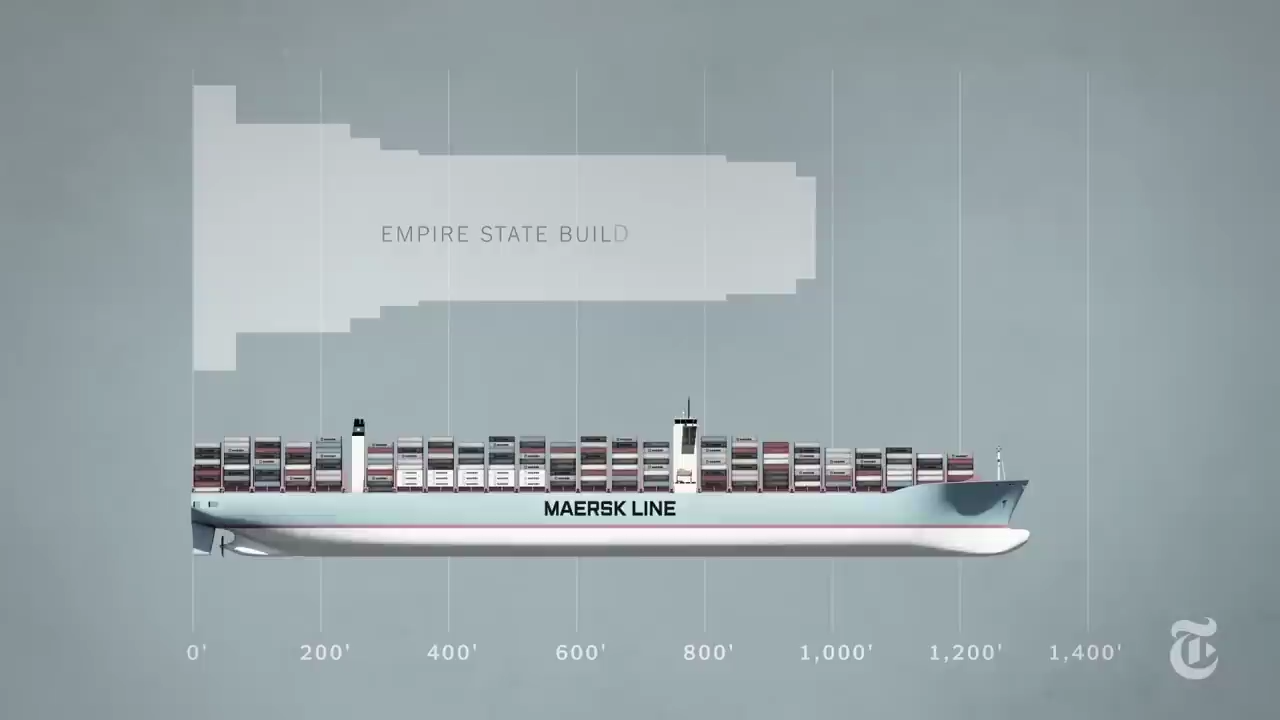 EMPIRE STATE BUILD
MAERSK LINE
0' 200' 400' 600' 800' 1,000' 1,200' 1,400'
T